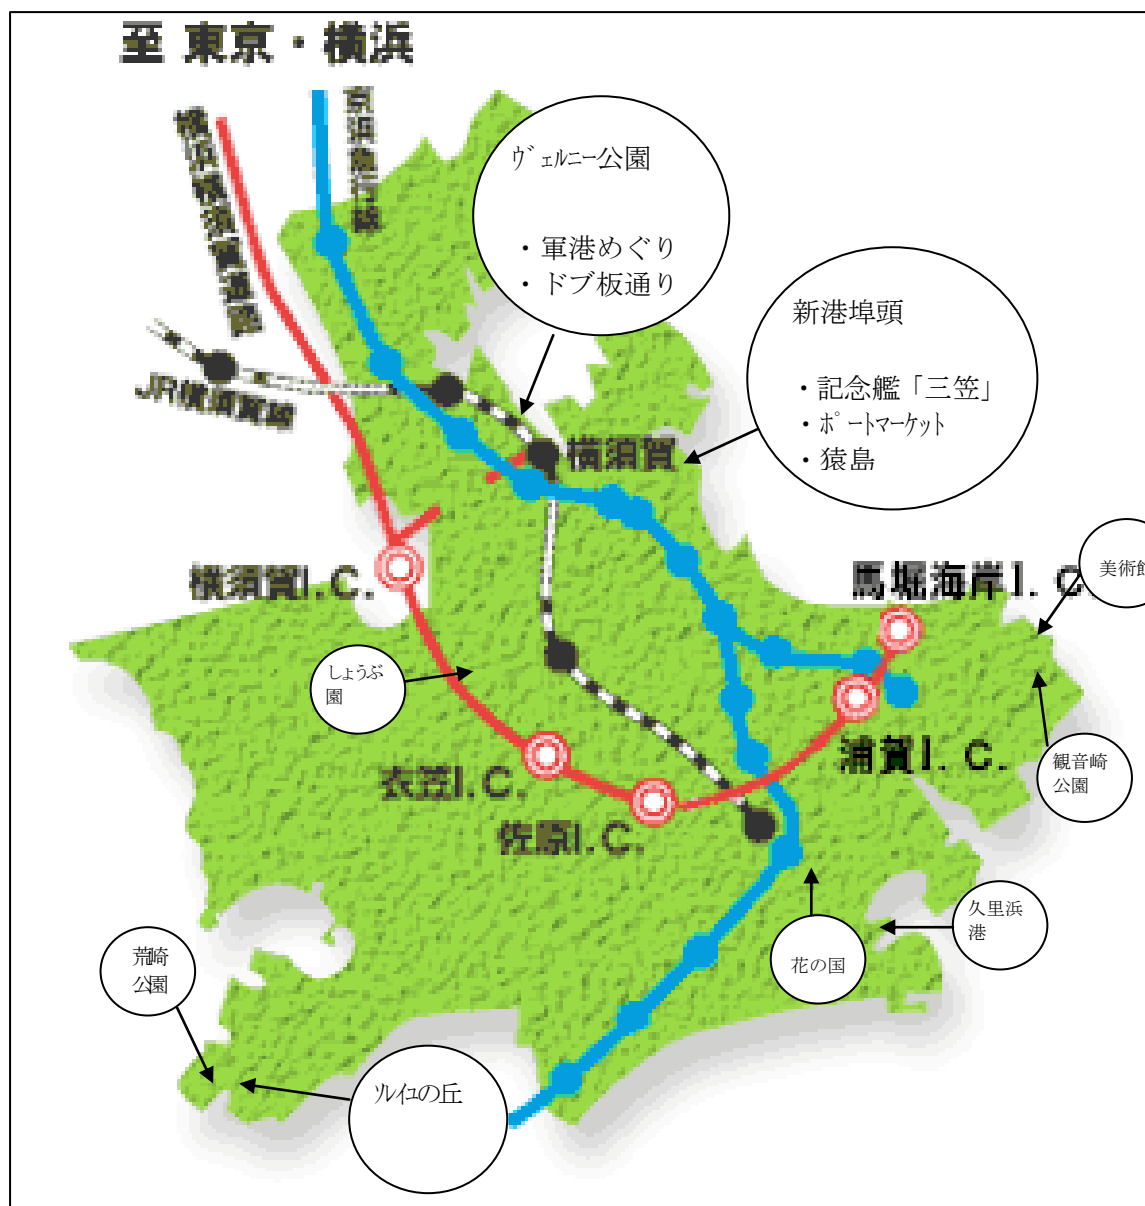 至 東京・横浜
横浜横須賀道路
京浜急行線
ヴェルニー公園
・軍港めぐり
・ドブ板通り
新港埠頭
・記念艦「三笠」
・ポートマーケット
・猿島
JR横須賀線
横須賀
横須賀I.C.
馬堀海岸I.C.
美術館
しょうぶ
園
浦賀I.C.
観音崎
公園
衣笠I.C.
佐原I.C.
久里浜
港
花の国
荒崎
公園
ソレイユの丘